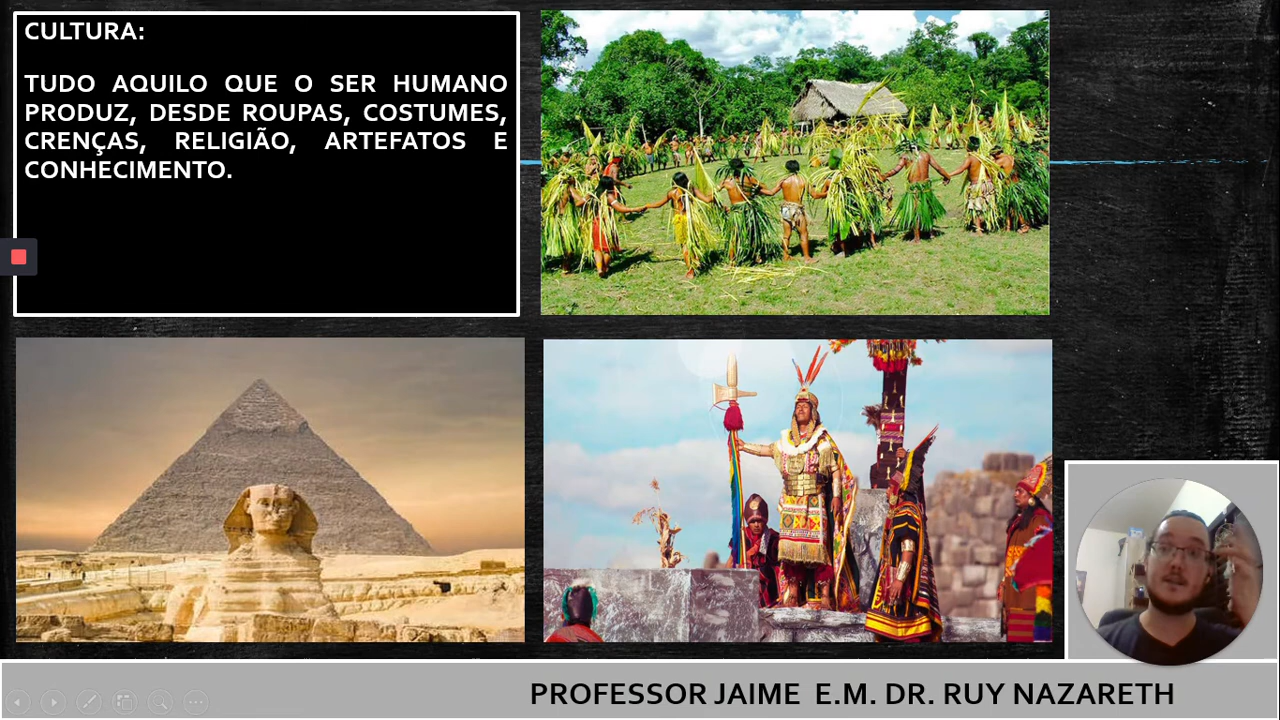 CULTURA:
TUDO AQUILO QUE O SER HUMANO
PRODUZ, DESDE ROUPAS, COSTUMES,
CRENÇAS, RELIGIÃO, ARTEFATOS E
CONHECIMENTO.
PROFESSOR JAIME E.M. DR. RUY NAZARETH